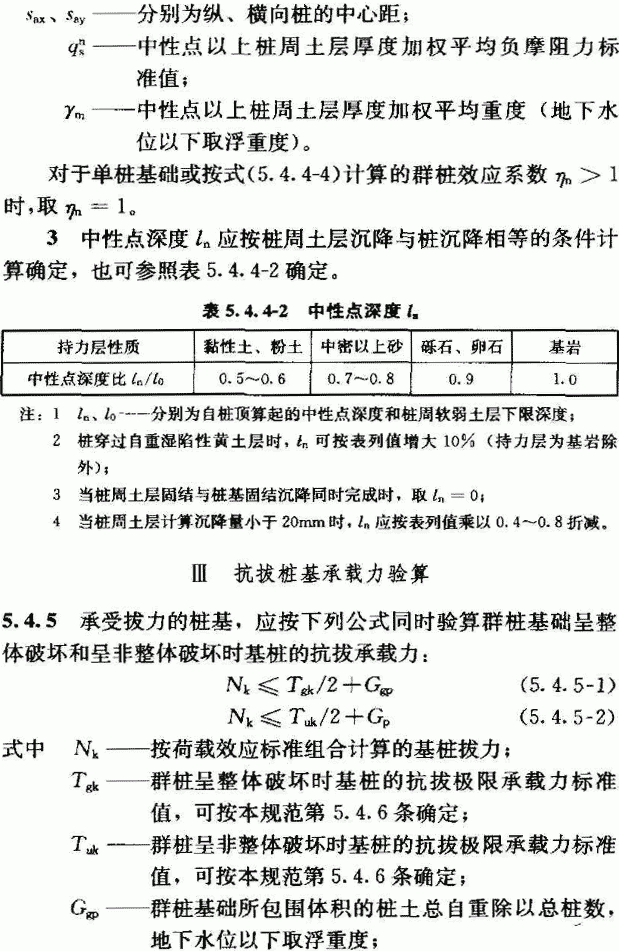 s_ax、s_ay——分别为纵、横向桩的中心距；
q_s^n——中性点以上桩周土层厚度加权平均负摩阻力标
准值；
γ_m——中性点以上桩周土层厚度加权平均重度（地下水
位以下取浮重度）。
对于单桩基础或按式(5.4.4-4)计算的群桩效应系数 η_n > 1
时,取 η_n = 1。
3 中性点深度 l_n 应按桩周土层沉降与桩沉降相等的条件计
算确定，也可参照表 5.4.4-2 确定。
表 5.4.4-2 中性点深度 l_n
持力层性质 黏性土、粉土 中密以上砂 砾石、卵石 基岩
中性点深度比 l_n/l_0 0.5～0.6 0.7～0.8 0.9 1.0
注：1 l_n、l_0——分别为自桩顶算起的中性点深度和桩周软弱土层下限深度；
2 桩穿过自重湿陷性黄土层时，l_n 可按表列值增大 10%（持力层为基岩除
外）；
3 当桩周土层固结与桩基固结沉降同时完成时，取 l_n = 0；
4 当桩周土层计算沉降量小于 20mm 时，l_n 应按表列值乘以 0.4～0.8 折减。
Ⅲ 抗拔桩基承载力验算
5.4.5 承受拔力的桩基，应按下列公式同时验算群桩基础呈整
体破坏和呈非整体破坏时基桩的抗拔承载力：
N_k ⩽ T_gk/2+G_gp (5.4.5-1)
N_k ⩽ T_uk/2+G_p (5.4.5-2)
式中 N_k——按荷载效应标准组合计算的基桩拔力；
T_gk——群桩呈整体破坏时基桩的抗拔极限承载力标准
值，可按本规范第 5.4.6 条确定；
T_uk——群桩呈非整体破坏时基桩的抗拔极限承载力标准
值，可按本规范第 5.4.6 条确定；
G_gp——群桩基础所包围体积的桩土总自重除以总桩数，
地下水位以下取浮重度；